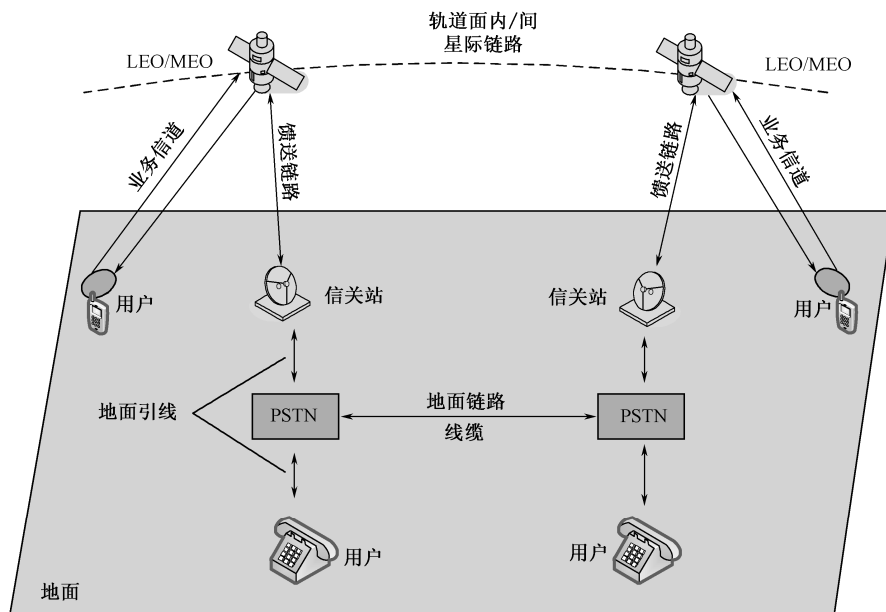 轨道面内/间
星际链路
LEO/MEO
LEO/MEO
业务信道
馈送链路
馈送链路
业务信道
用户
信关站
信关站
用户
地面引线
PSTN
地面链路
线缆
PSTN
用户
用户
地面